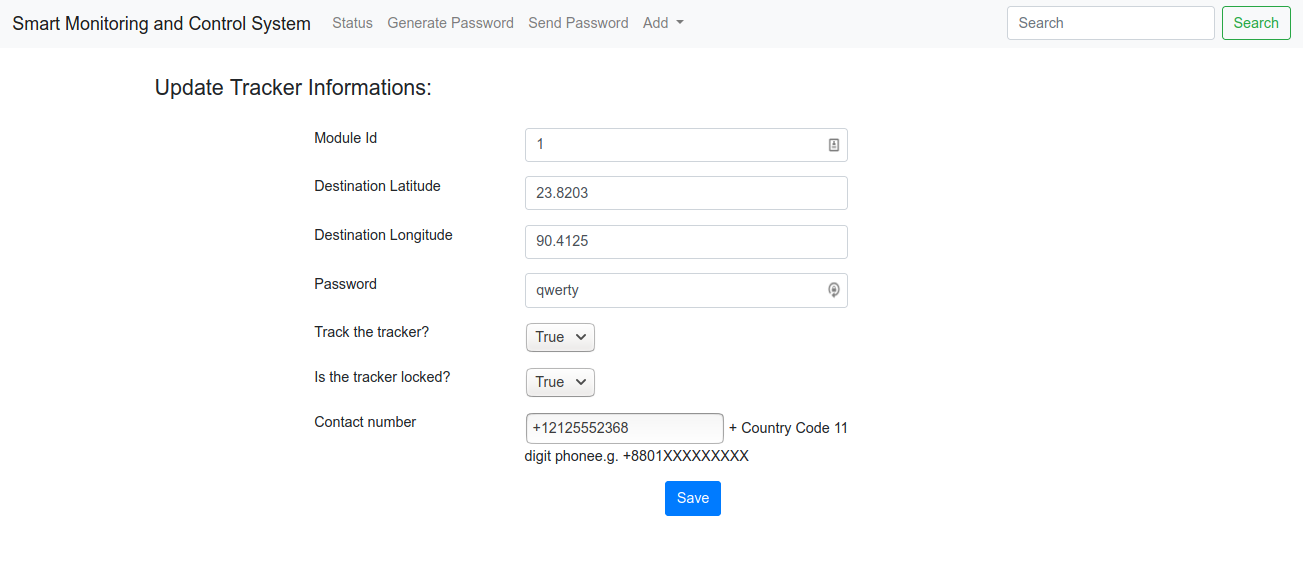 Smart Monitoring and Control System Status Generate Password Send Password Add Search Search
Update Tracker Informations:
Module Id 1
Destination Latitude 23.8203
Destination Longitude 90.4125
Password qwerty
Track the tracker? True
Is the tracker locked? True
Contact number +12125552368 + Country Code 11
digit phonee.g. +8801XXXXXXXXX
Save